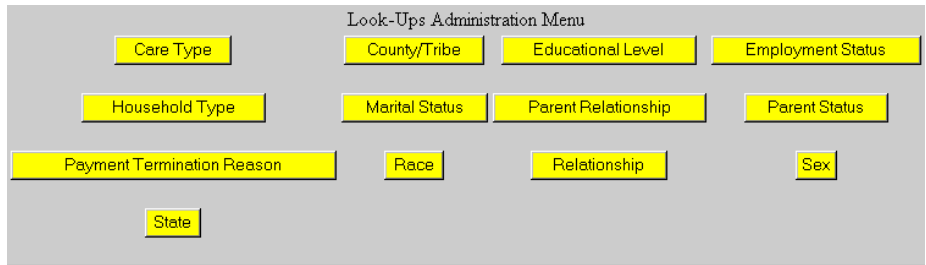 Look-Ups Administration Menu
Care Type County/Tribe Educational Level Employment Status
Household Type Marital Status Parent Relationship Parent Status
Payment Termination Reason Race Relationship Sex
State